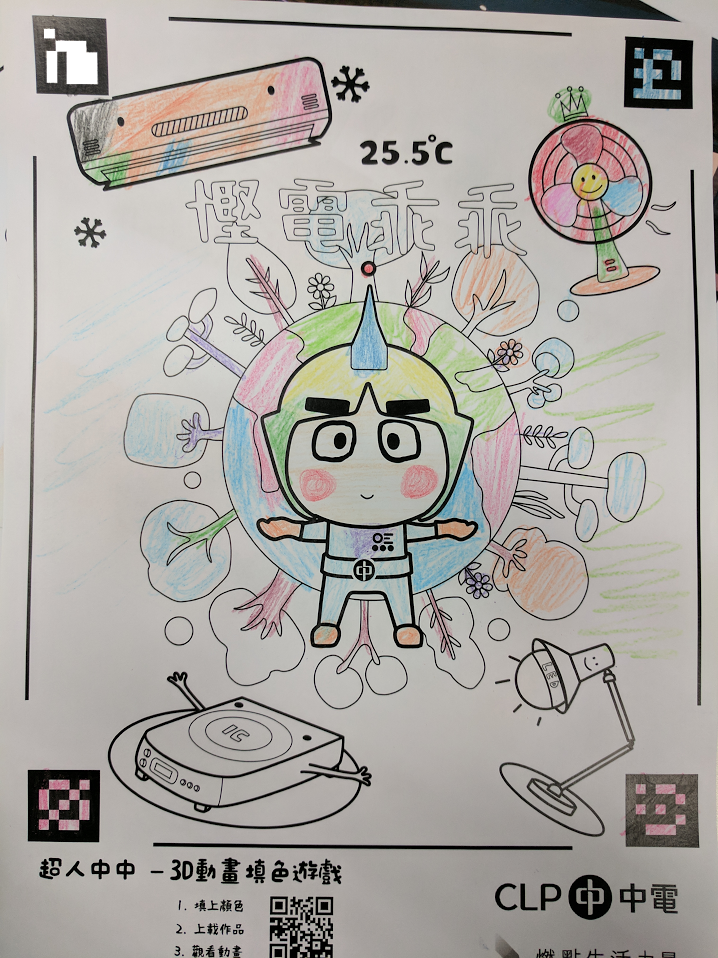 25.5°C
慳電乖乖
中
IC
LED
超人中中 - 3D動畫填色遊戲
1. 填上顏色
2. 上載作品
3. 觀看動畫
CLP 中 中電
燃點生活力量